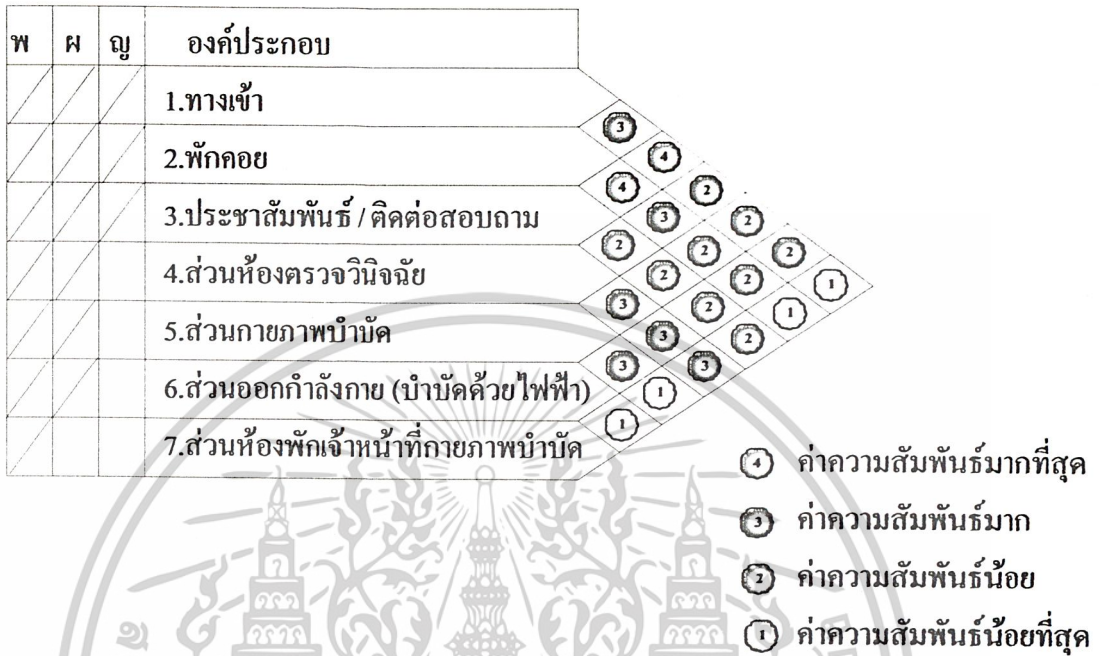 พ ผ ญ องค์ประกอบ
1.ทางเข้า
3
2.พักคอย
4
4 2
3.ประชาสัมพันธ์ / ติดต่อสอบถาม
3 2
2 2 2
4.ส่วนห้องตรวจวินิจฉัย
2 2 1
3 2 1
5.ส่วนกายภาพบำบัด
3 2
3 3
6.ส่วนออกกำลังกาย (บำบัดด้วยไฟฟ้า)
1
1
7.ส่วนห้องพักเจ้าหน้าที่กายภาพบำบัด
4 ค่าความสัมพันธ์มากที่สุด
3 ค่าความสัมพันธ์มาก
2 ค่าความสัมพันธ์น้อย
1 ค่าความสัมพันธ์น้อยที่สุด